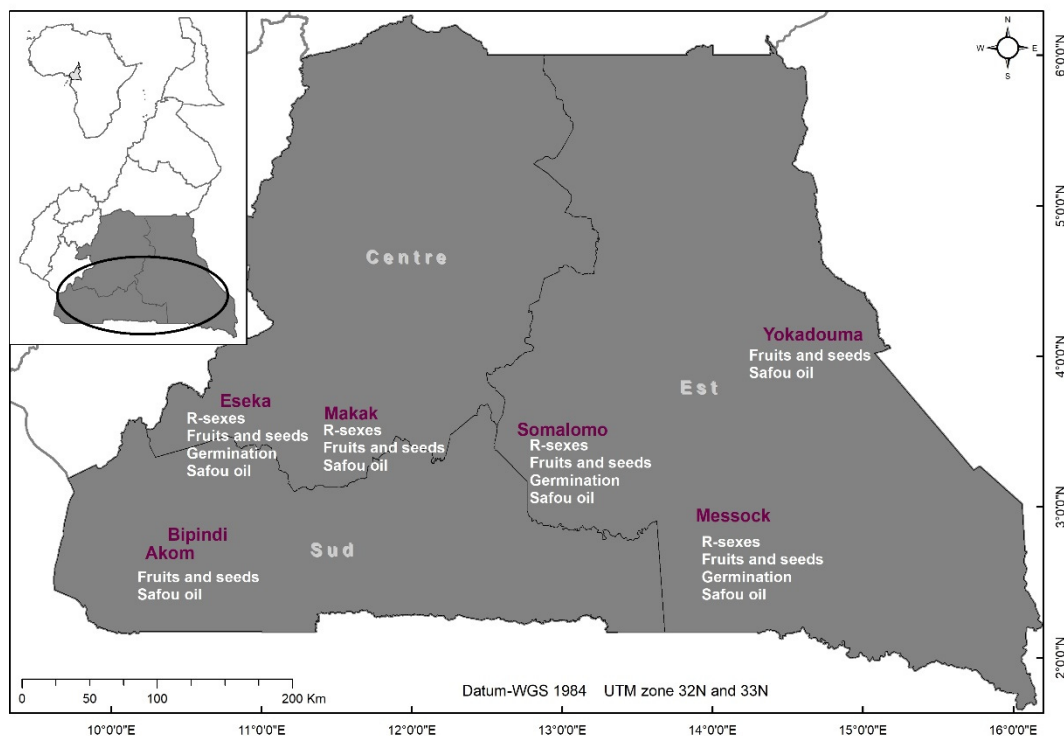 N
W E
S
6°0'0"N
5°0'0"N
4°0'0"N
3°0'0"N
2°0'0"N
Centre
Yokadouma
Fruits and seeds
Safou oil
Est
Eseka
R-sexes
Fruits and seeds
Germination
Safou oil
Makak
R-sexes
Fruits and seeds
Safou oil
Somalomo
R-sexes
Fruits and seeds
Germination
Safou oil
Messock
R-sexes
Fruits and seeds
Germination
Safou oil
Bipindi
Akom
Fruits and seeds
Safou oil
Sud
0 50 100 200 Km
Datum-WGS 1984 UTM zone 32N and 33N
10°0'0"E 11°0'0"E 12°0'0"E 13°0'0"E 14°0'0"E 15°0'0"E 16°0'0"E